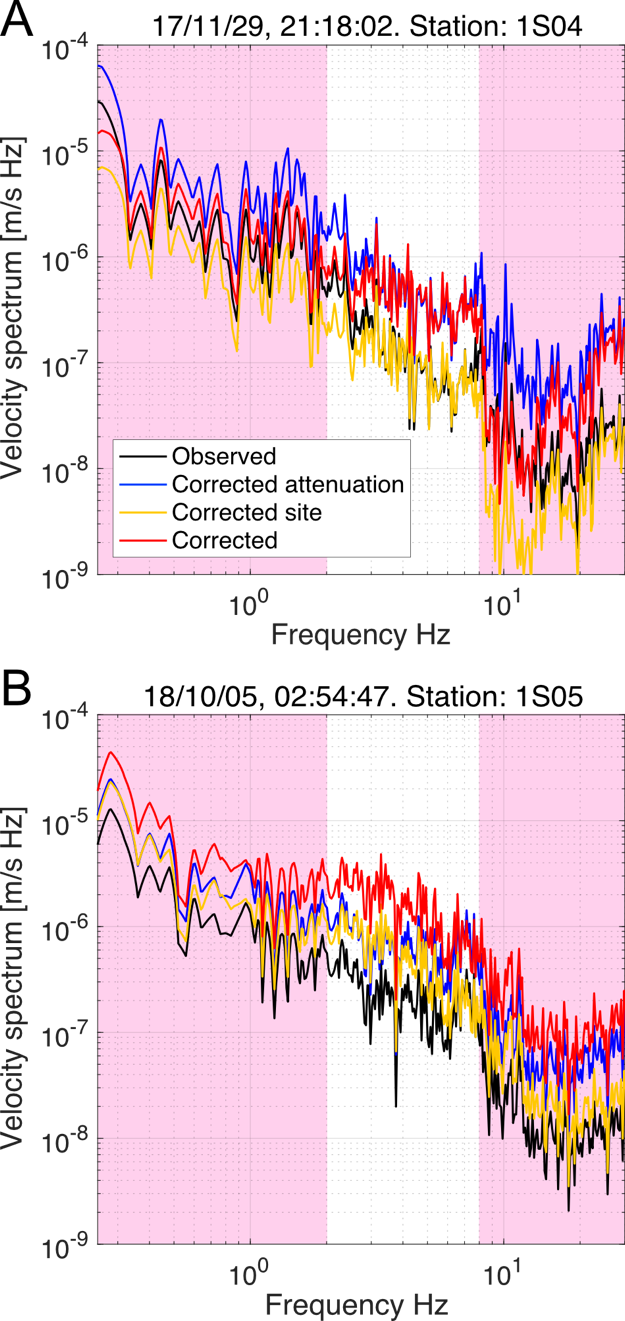 A
17/11/29, 21:18:02. Station: 1S04
Velocity spectrum [m/s Hz]
10^-4
10^-5
10^-6
10^-7
10^-8
10^-9
Observed
Corrected attenuation
Corrected site
Corrected
10^0
10^1
Frequency Hz
B
18/10/05, 02:54:47. Station: 1S05
Velocity spectrum [m/s Hz]
10^-4
10^-5
10^-6
10^-7
10^-8
10^-9
10^0
10^1
Frequency Hz